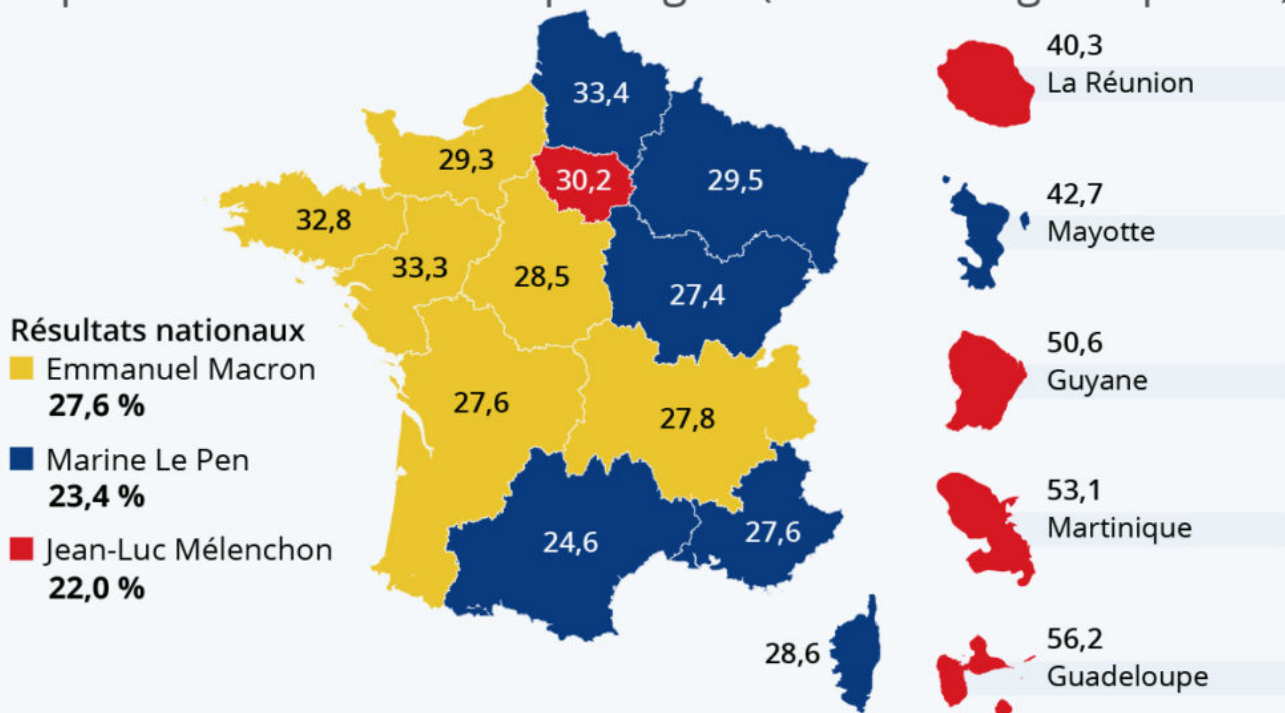 33,4
29,3
30,2
29,5
32,8
33,3
28,5
27,4
27,6
27,8
24,6
27,6
28,6
Résultats nationaux
Emmanuel Macron
27,6 %
Marine Le Pen
23,4 %
Jean-Luc Mélenchon
22,0 %
40,3
La Réunion
42,7
Mayotte
50,6
Guyane
53,1
Martinique
56,2
Guadeloupe